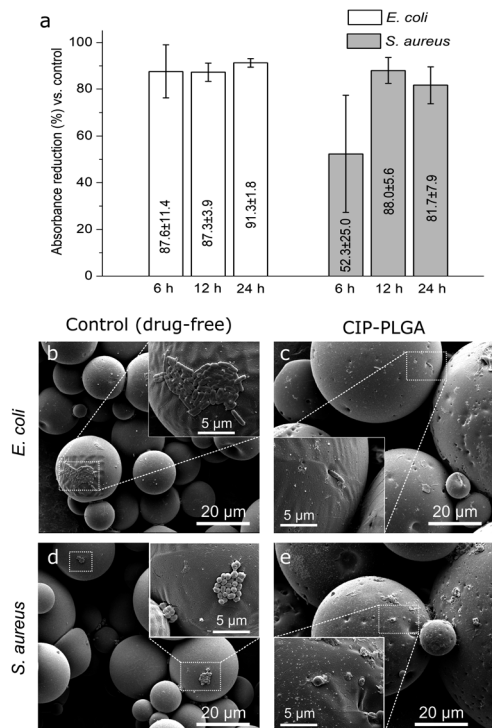 a
E. coli
S. aureus
Absorbance reduction (%) vs. control
100
80
60
40
20
0
87.6±11.4
87.3±3.9
91.3±1.8
52.3±25.0
88.0±5.6
81.7±7.9
6 h 12 h 24 h 6 h 12 h 24 h
Control (drug-free) CIP-PLGA
E. coli
b
5 µm
20 µm
c
5 µm
20 µm
S. aureus
d
5 µm
20 µm
e
5 µm
20 µm